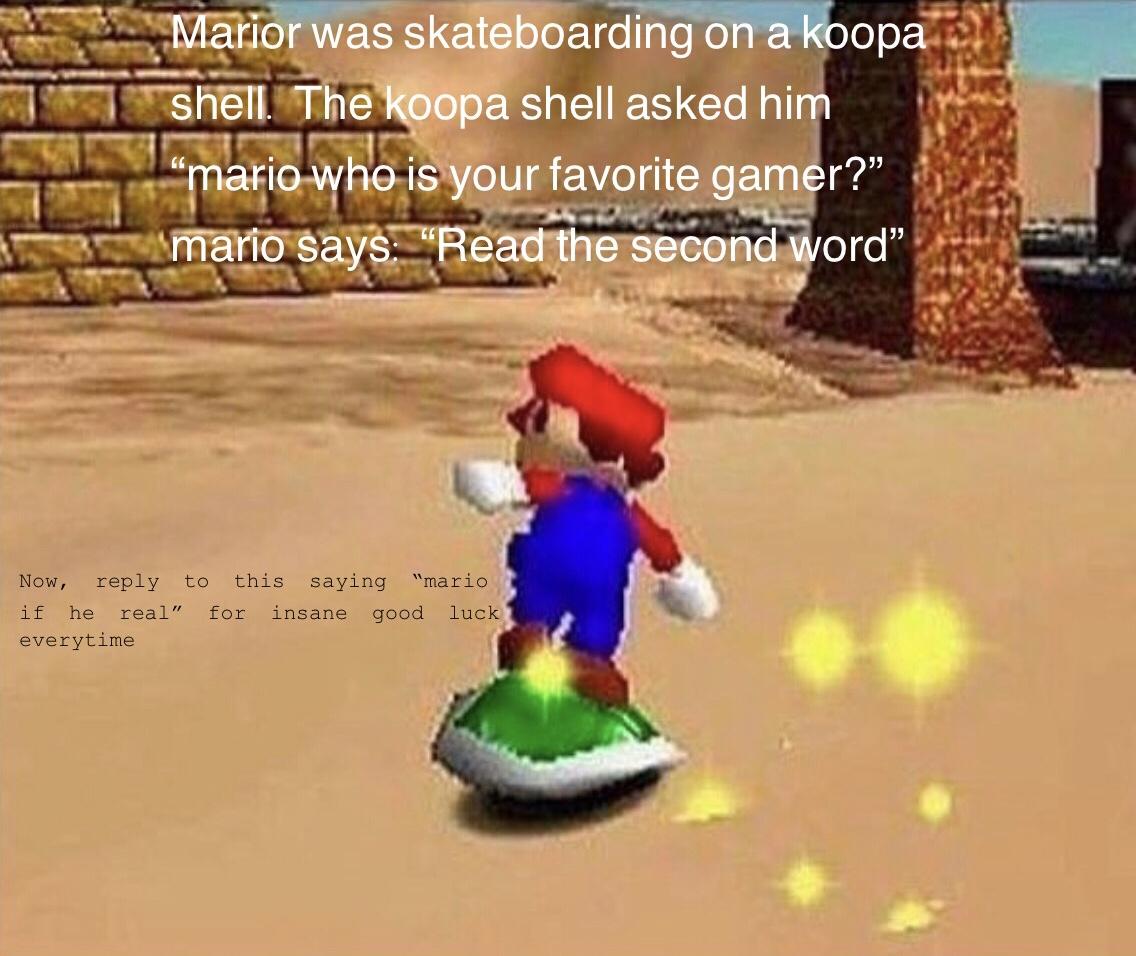 Marior was skateboarding on a koopa
shell.  The koopa shell asked him
“mario who is your favorite gamer?”
mario says:  “Read the second word”
Now, reply to this saying “mario
if he real” for insane good luck
everytime